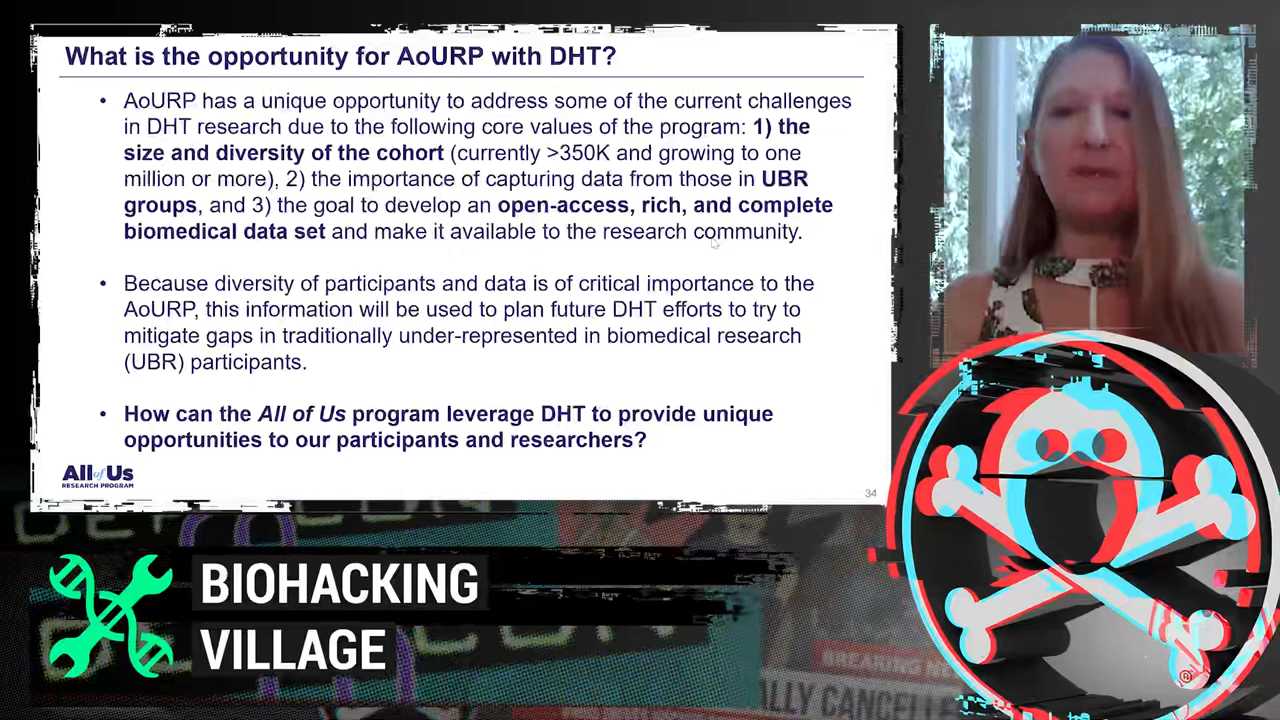 What is the opportunity for AoURP with DHT?
• AoURP has a unique opportunity to address some of the current challenges
in DHT research due to the following core values of the program: 1) the
size and diversity of the cohort (currently >350K and growing to one
million or more), 2) the importance of capturing data from those in UBR
groups, and 3) the goal to develop an open-access, rich, and complete
biomedical data set and make it available to the research community.
• Because diversity of participants and data is of critical importance to the
AoURP, this information will be used to plan future DHT efforts to try to
mitigate gaps in traditionally under-represented in biomedical research
(UBR) participants.
• How can the All of Us program leverage DHT to provide unique
opportunities to our participants and researchers?
All of Us
RESEARCH PROGRAM
34
BIOHACKING
VILLAGE
BREAKING NE
ALLY CANCELLE
®